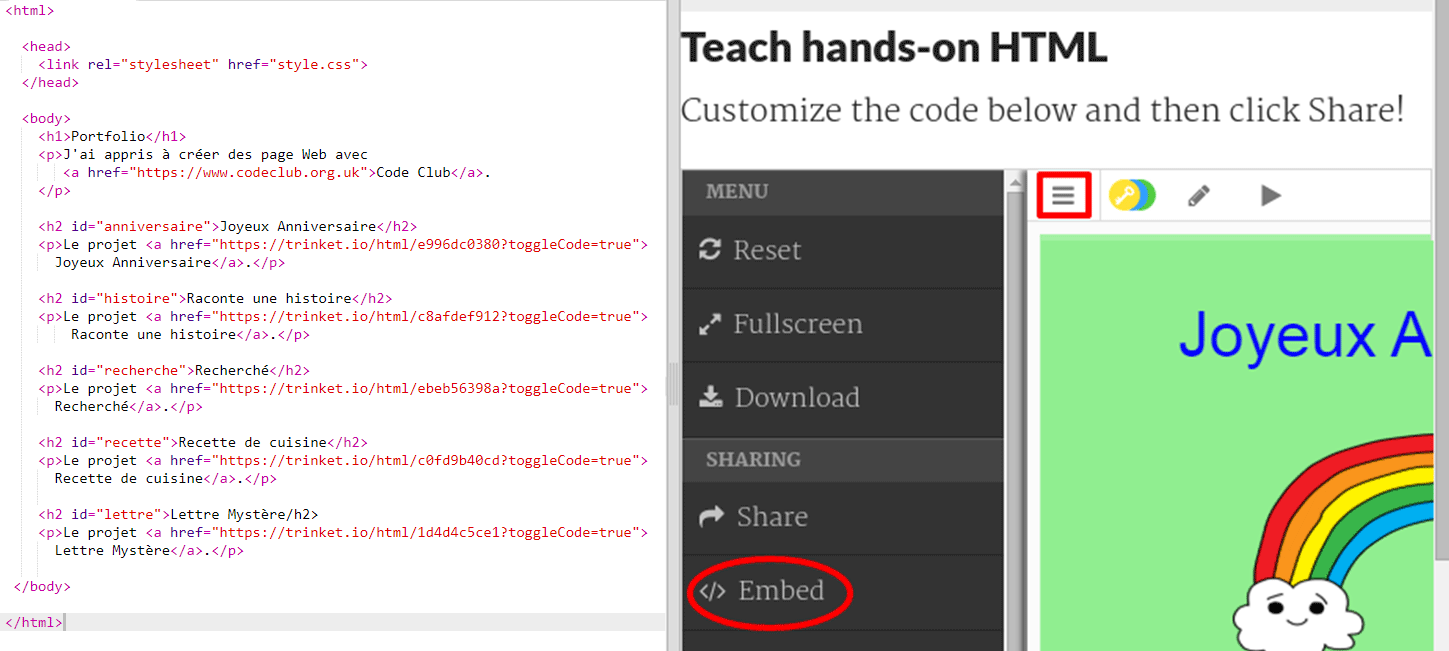 <html>
<head>
<link rel="stylesheet" href="style.css">
</head>
<body>
<h1>Portfolio</h1>
<p>J'ai appris à créer des page Web avec
<a href="https://www.codeclub.org.uk">Code Club</a>.
</p>
<h2 id="anniversaire">Joyeux Anniversaire</h2>
<p>Le projet <a href="https://trinket.io/html/e996dc0380?toggleCode=true">
Joyeux Anniversaire</a>.</p>
<h2 id="histoire">Raconte une histoire</h2>
<p>Le projet <a href="https://trinket.io/html/c8afdef912?toggleCode=true">
Raconte une histoire</a>.</p>
<h2 id="recherche">Recherché</h2>
<p>Le projet <a href="https://trinket.io/html/ebeb56398a?toggleCode=true">
Recherché</a>.</p>
<h2 id="recette">Recette de cuisine</h2>
<p>Le projet <a href="https://trinket.io/html/c0fd9b40cd?toggleCode=true">
Recette de cuisine</a>.</p>
<h2 id="lettre">Lettre Mystère/h2>
<p>Le projet <a href="https://trinket.io/html/1d4d4c5ce1?toggleCode=true">
Lettre Mystère</a>.</p>
</body>
</html>
Teach hands-on HTML
Customize the code below and then click Share!
MENU
Reset
Fullscreen
Download
SHARING
Share
</> Embed
Joyeux A